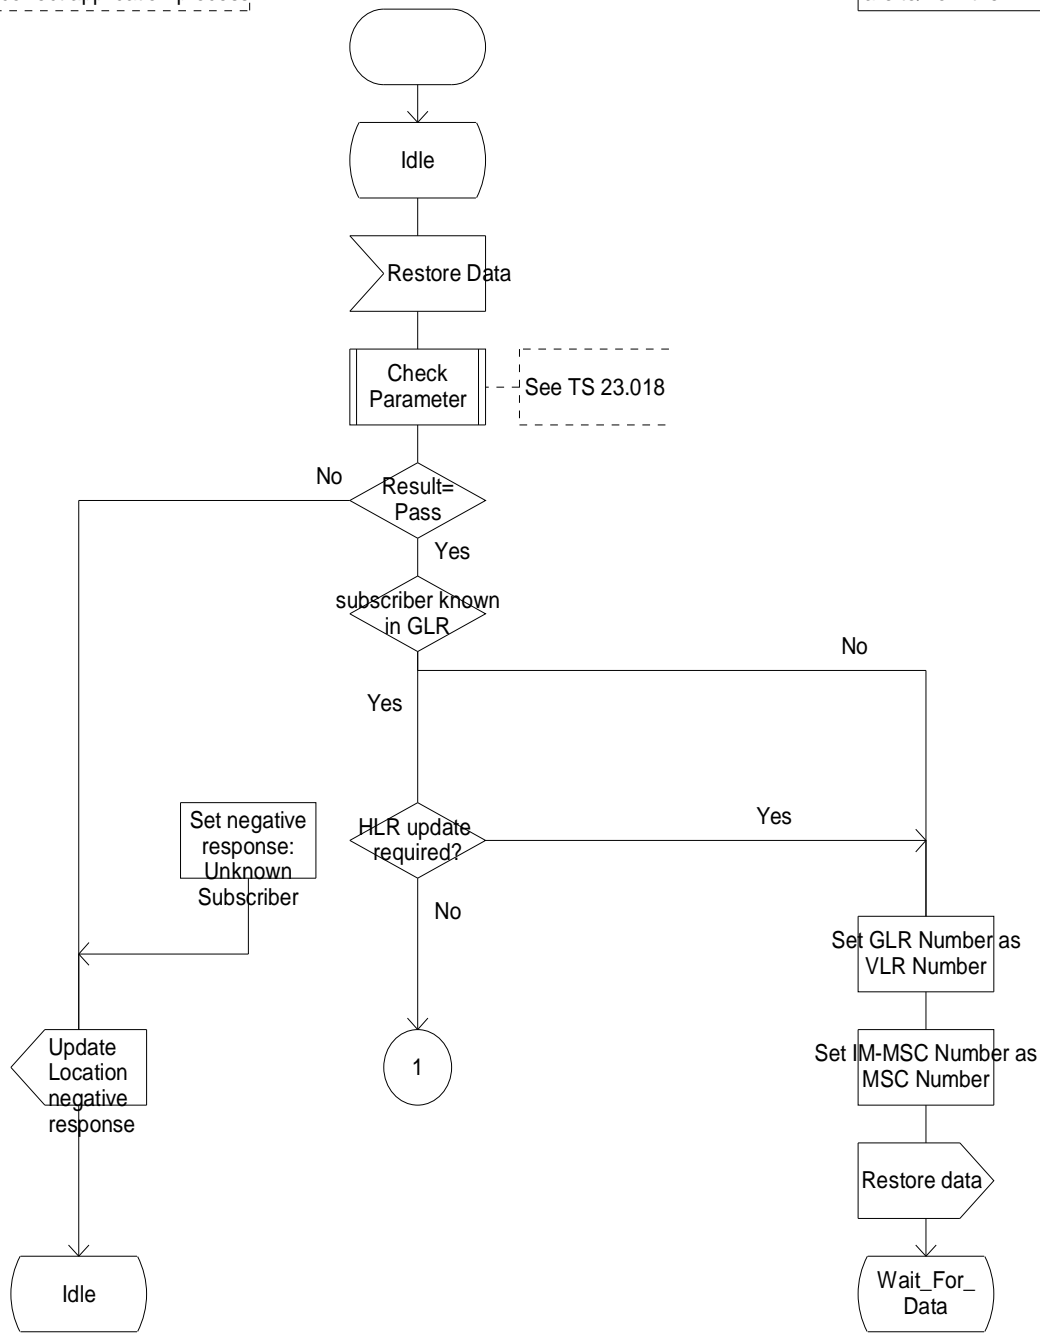 Idle
Restore Data
Check
Parameter
See TS 23.018
No
Result=
Pass
Yes
subscriber known
in GLR
No
Yes
Set negative
response:
Unknown
Subscriber
HLR update
required?
Yes
No
Set GLR Number as
VLR Number
Update
Location
negative
response
1
Set IM-MSC Number as
MSC Number
Restore data
Idle
Wait_For_
Data